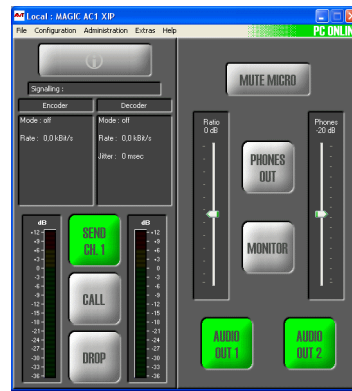 AVT Local : MAGIC AC1 XIP
File Configuration Administration Extras Help
PC ONLIN
Signalling :
Encoder
Mode : off
Rate : 0,0 kBit/s
Decoder
Mode : off
Rate : 0,0 kBit/s
Jitter : 0 msec
dB
+12
+9
+6
+3
0
-3
-6
-9
-12
-15
-18
-21
-24
-27
-30
-33
-36
SEND
CH. 1
CALL
DROP
dB
+12
+9
+6
+3
0
-3
-6
-9
-12
-15
-18
-21
-24
-27
-30
-33
-36
MUTE MICRO
Ratio
0 dB
PHONES
OUT
MONITOR
Phones
-20 dB
AUDIO
OUT 1
AUDIO
OUT 2